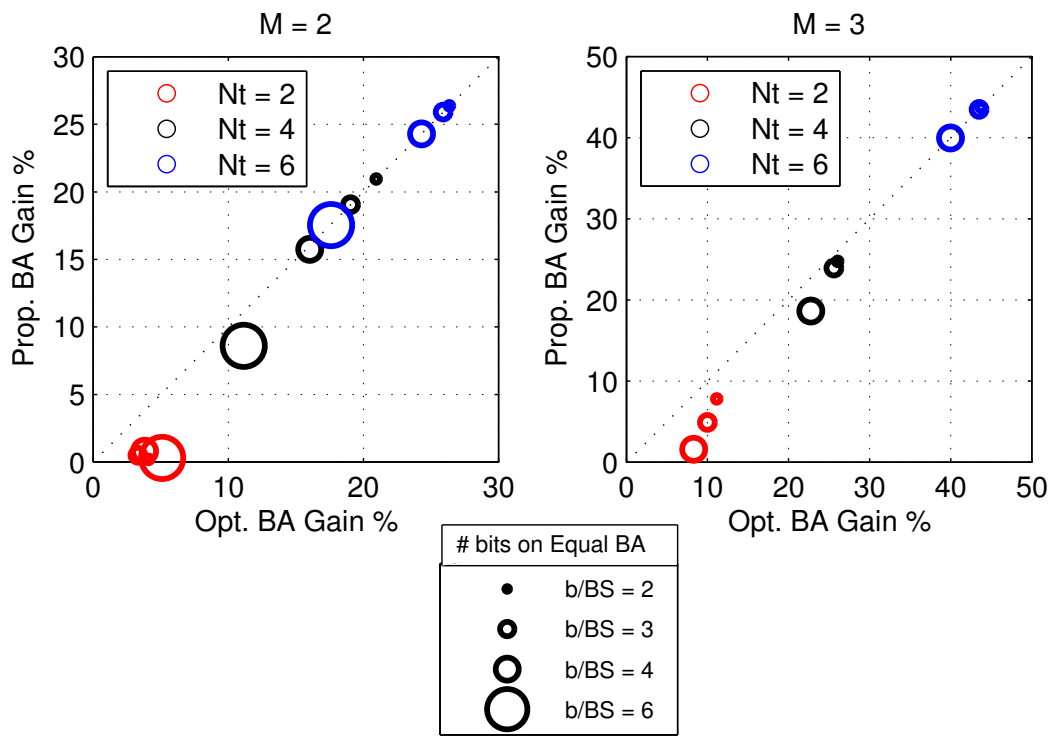 M = 2
30
25
20
15
10
5
0
0
10
20
30
Prop. BA Gain %
Opt. BA Gain %
Nt = 2
Nt = 4
Nt = 6
M = 3
50
40
30
20
10
0
0
10
20
30
40
50
Prop. BA Gain %
Opt. BA Gain %
Nt = 2
Nt = 4
Nt = 6
# bits on Equal BA
b/BS = 2
b/BS = 3
b/BS = 4
b/BS = 6